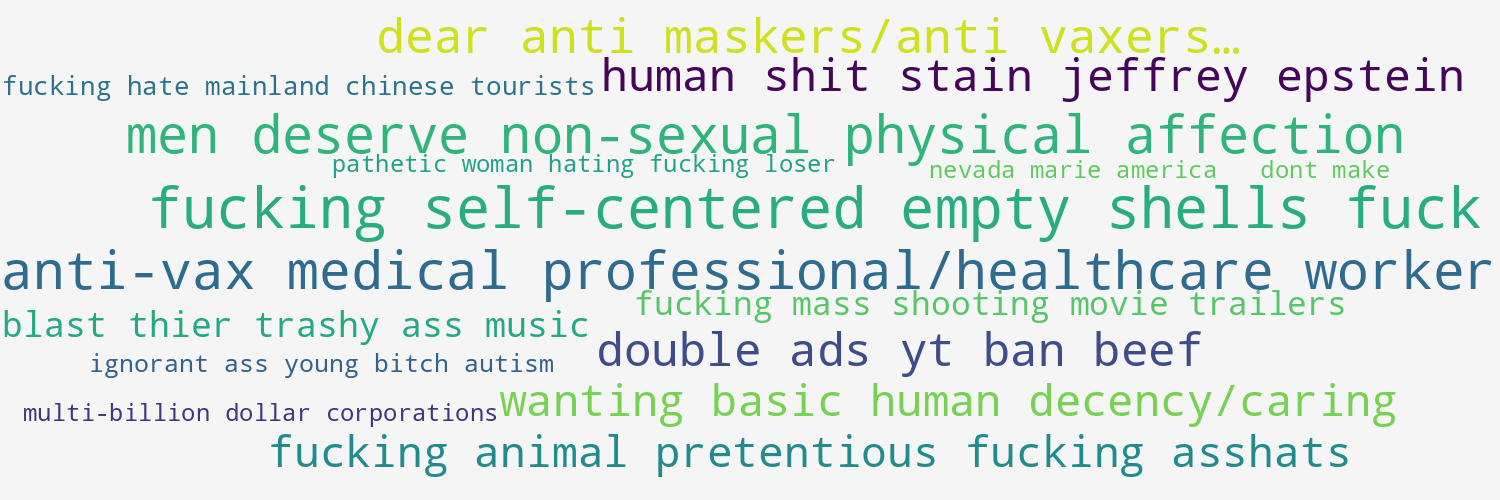 dear anti maskers/anti vaxers…
fucking hate mainland chinese tourists
human shit stain jeffrey epstein
men deserve non-sexual physical affection
pathetic woman hating fucking loser
nevada marie america
dont make
fucking self-centered empty shells fuck
anti-vax medical professional/healthcare worker
fucking mass shooting movie trailers
blast thier trashy ass music
double ads yt ban beef
ignorant ass young bitch autism
wanting basic human decency/caring
multi-billion dollar corporations
fucking animal pretentious fucking asshats